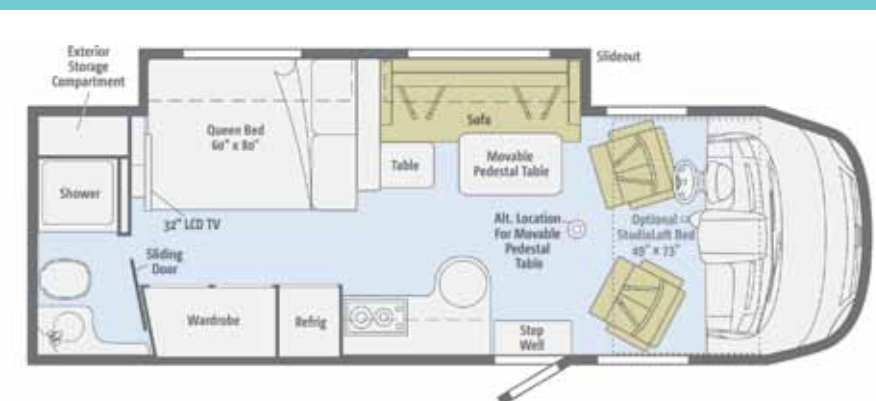 Exterior
Storage
Compartment
Slideout
Queen Bed
60" x 80"
Sofa
Table
Movable
Pedestal Table
Shower
32" LCD TV
Alt. Location
For Movable
Pedestal
Table
Optional
StudioLoft Bed
49" x 73"
Sliding
Door
Wardrobe
Refrig
Step
Well